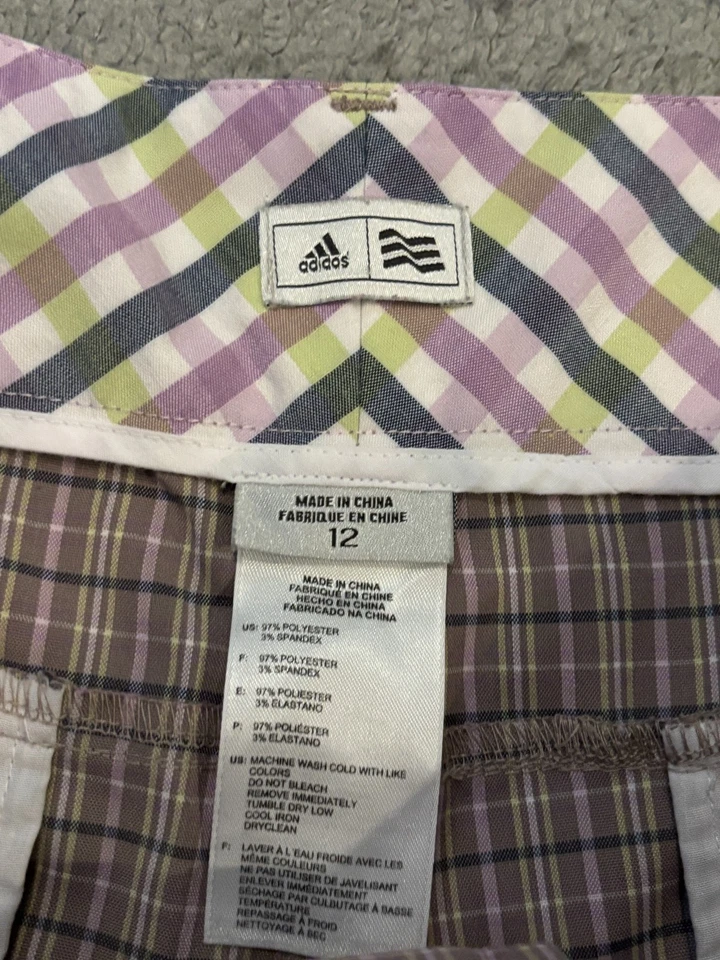 adidas
MADE IN CHINA
FABRIQUE EN CHINE
12
MADE IN CHINA
FABRIQUÉ EN CHINE
HECHO EN CHINA
FABRICADO NA CHINA
US: 97% POLYESTER
3% SPANDEX
F: 97% POLYESTER
3% SPANDEX
E: 97% POLIESTER
3% ELASTANO
P: 97% POLIÉSTER
3% ELASTANO
US: MACHINE WASH COLD WITH LIKE
COLORS
DO NOT BLEACH
REMOVE IMMEDIATELY
TUMBLE DRY LOW
COOL IRON
DRYCLEAN
F: LAVER À L'EAU FROIDE AVEC LES
MÊME COULEURS
NE PAS UTILISER DE JAVELISANT
ENLEVER IMMÉDIATEMENT
SÉCHAGE PAR CULBUTAGE À BASSE
TEMPÉRATURE
REPASSAGE À FROID
NETTOYAGE À SEC